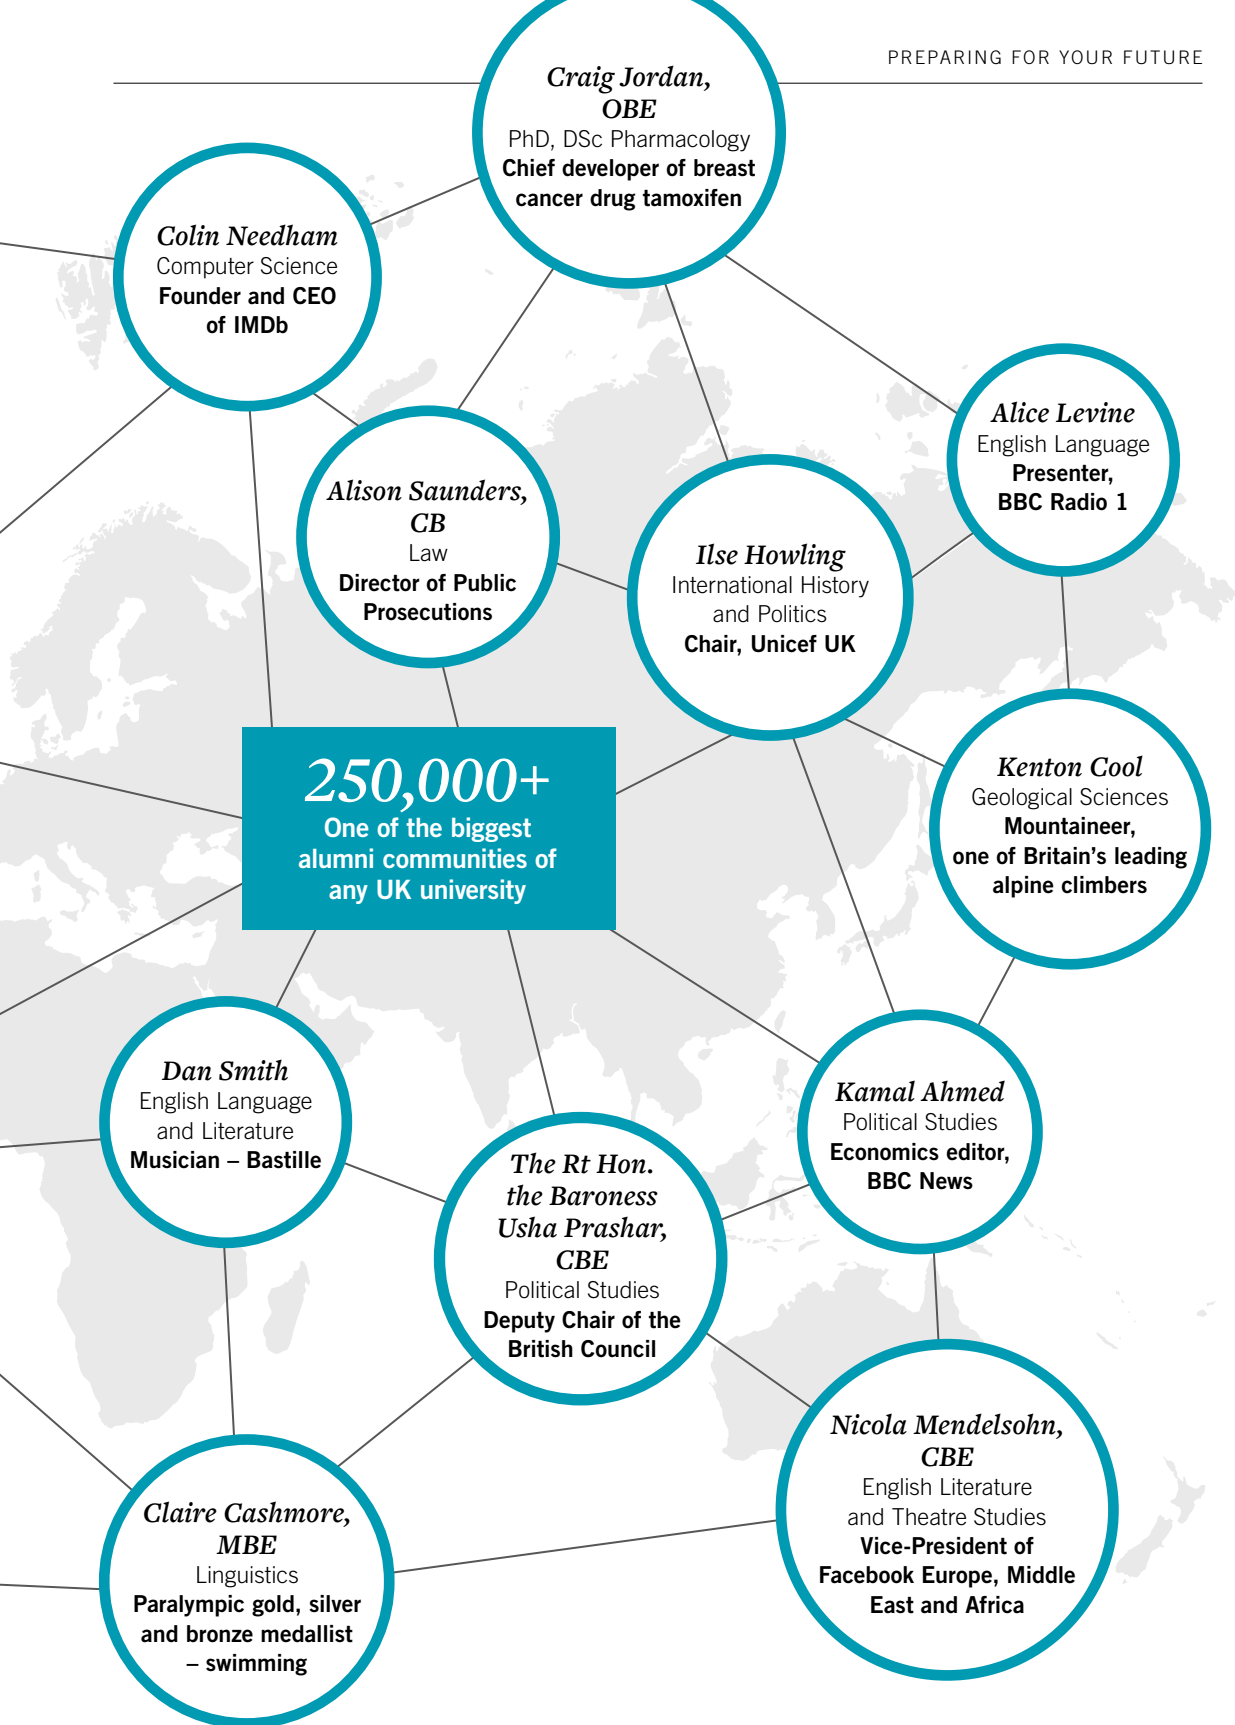 PREPARING FOR YOUR FUTURE
Craig Jordan,
OBE
PhD, DSc Pharmacology
Chief developer of breast
cancer drug tamoxifen
Colin Needham
Computer Science
Founder and CEO
of IMDb
Alice Levine
English Language
Presenter,
BBC Radio 1
Alison Saunders,
CB
Law
Director of Public
Prosecutions
Ilse Howling
International History
and Politics
Chair, Unicef UK
250,000+
One of the biggest
alumni communities of
any UK university
Kenton Cool
Geological Sciences
Mountaineer,
one of Britain's leading
alpine climbers
Dan Smith
English Language
and Literature
Musician – Bastille
Kamal Ahmed
Political Studies
Economics editor,
BBC News
The Rt Hon.
the Baroness
Usha Prashar,
CBE
Political Studies
Deputy Chair of the
British Council
Nicola Mendelsohn,
CBE
English Literature
and Theatre Studies
Vice-President of
Facebook Europe, Middle
East and Africa
Claire Cashmore,
MBE
Linguistics
Paralympic gold, silver
and bronze medallist
– swimming